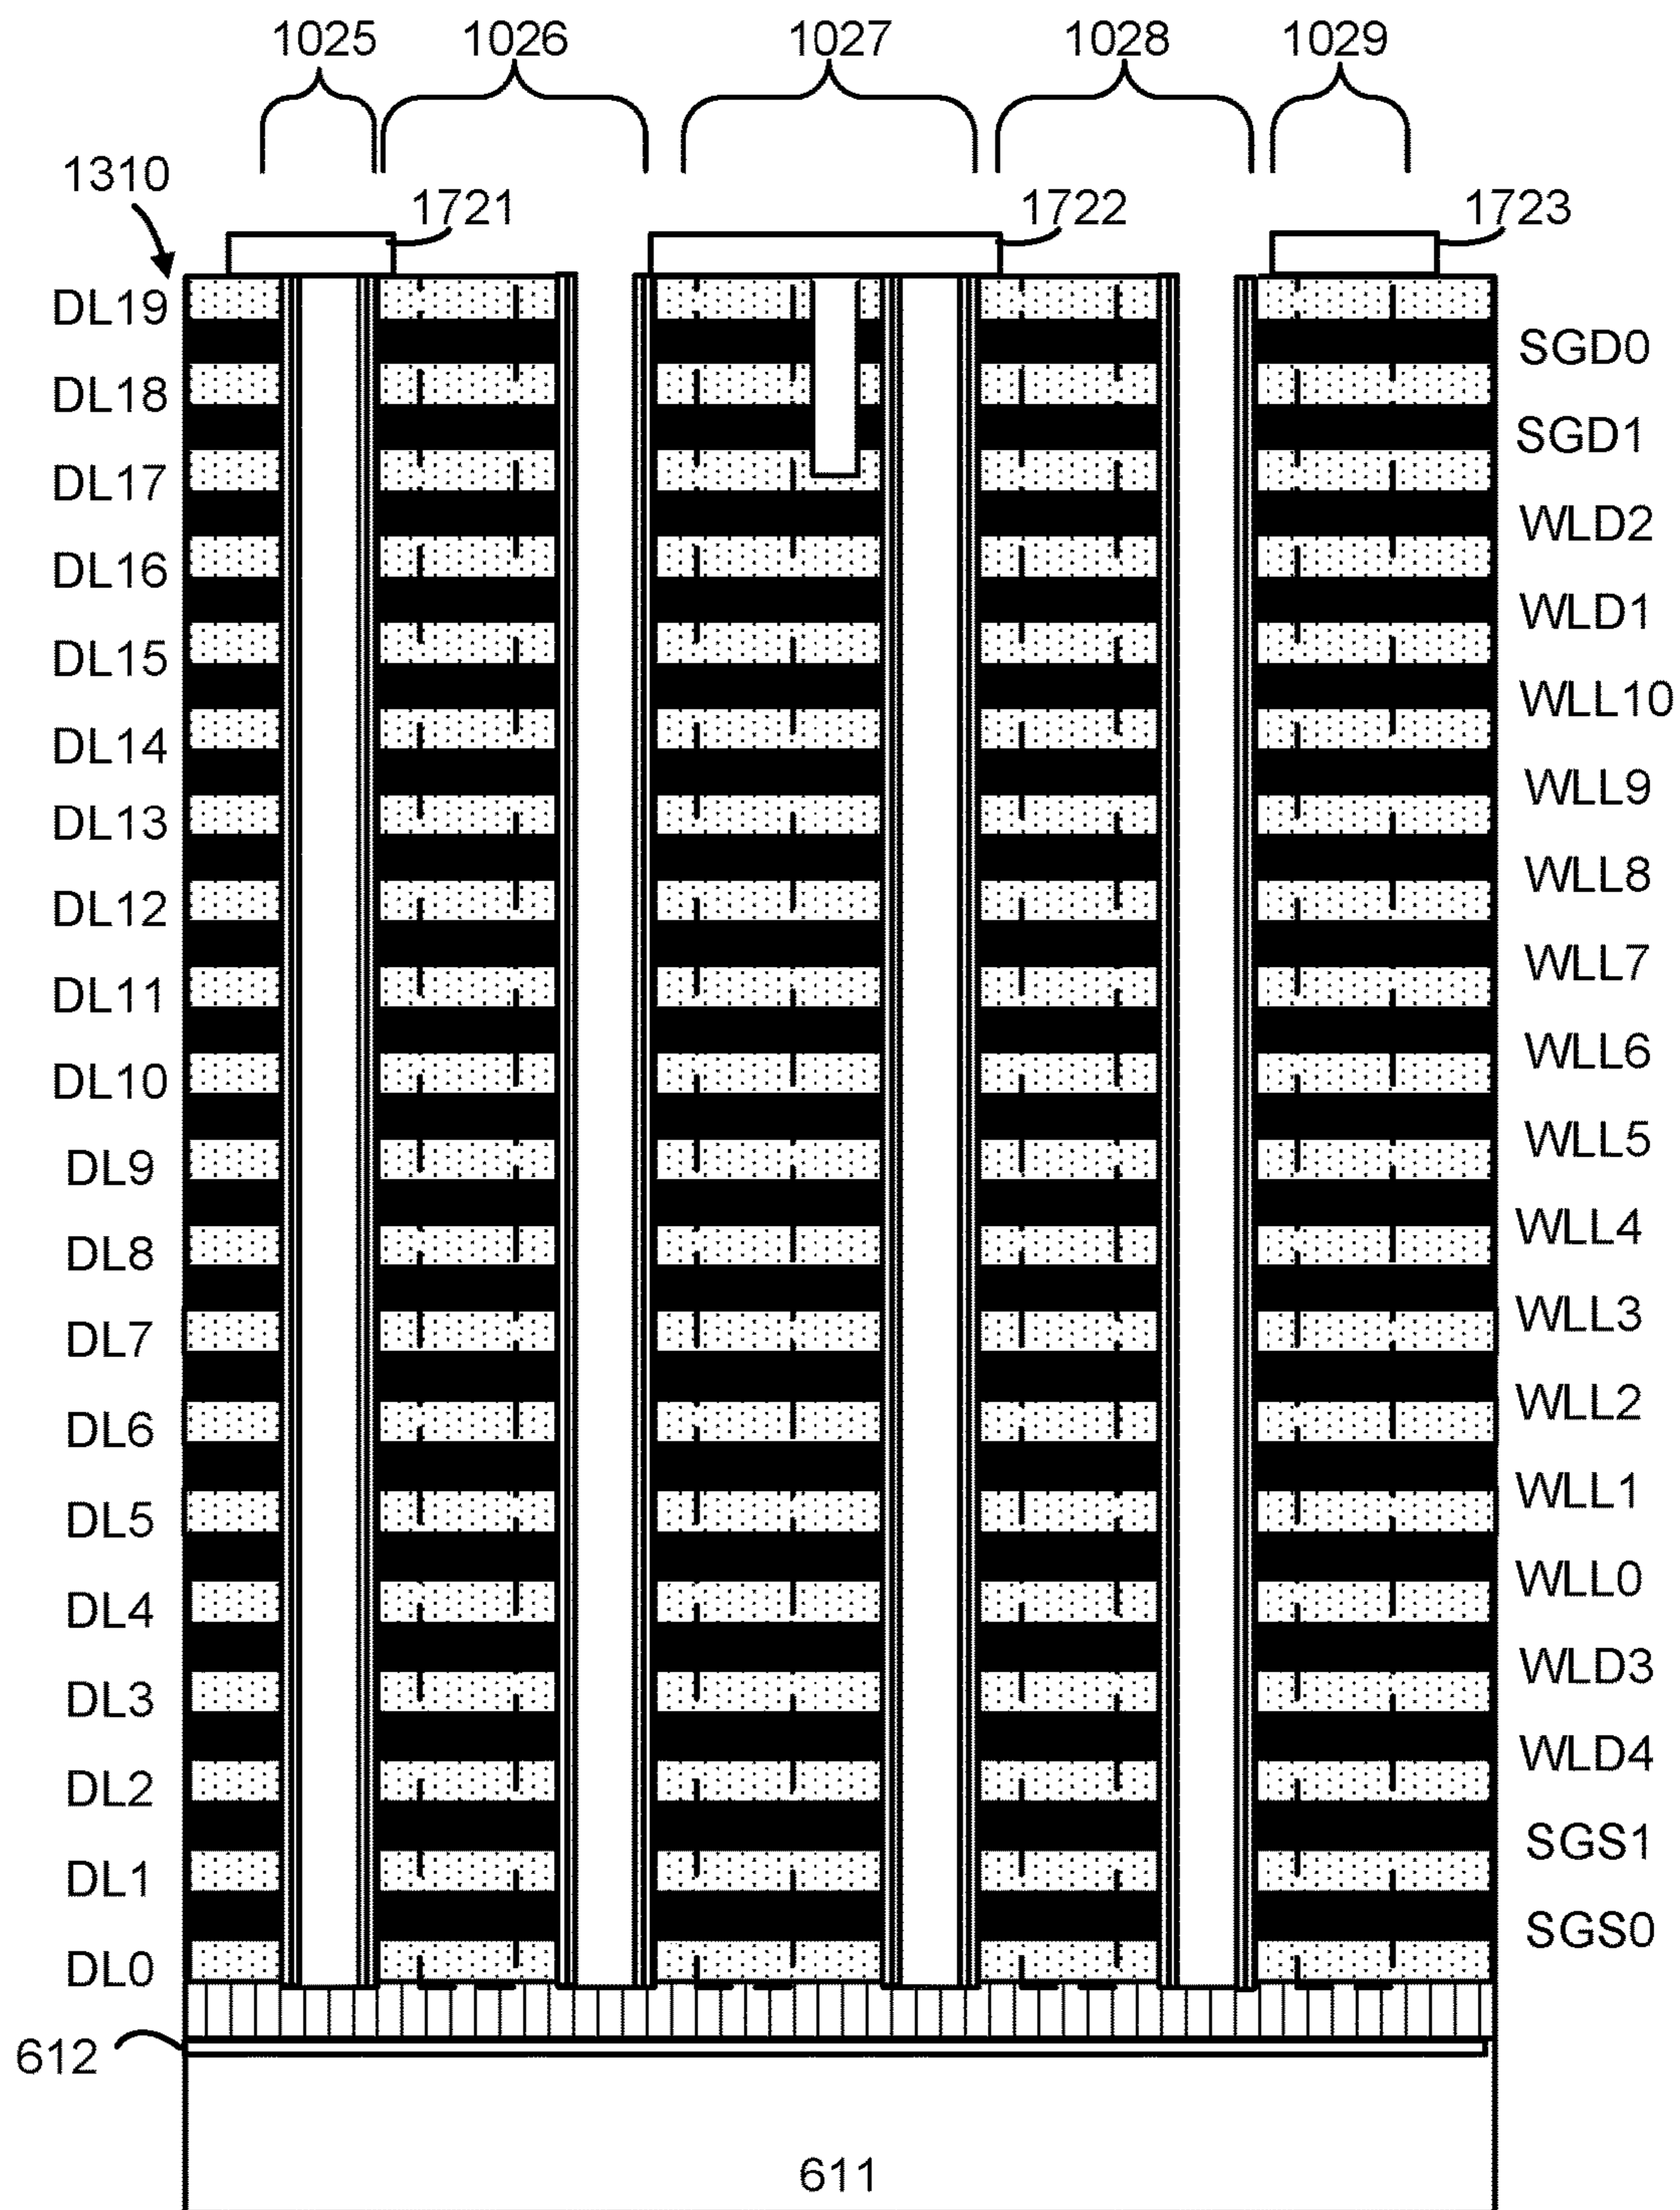 1025 1026 1027 1028 1029
1310
1721 1722 1723
DL19
SGD0
DL18
SGD1
DL17
WLD2
DL16
WLD1
DL15
WLL10
DL14
WLL9
DL13
WLL8
DL12
WLL7
DL11
WLL6
DL10
WLL5
DL9
WLL4
DL8
WLL3
DL7
WLL2
DL6
WLL1
DL5
WLL0
DL4
WLD3
DL3
WLD4
DL2
SGS1
DL1
SGS0
DL0
612
611